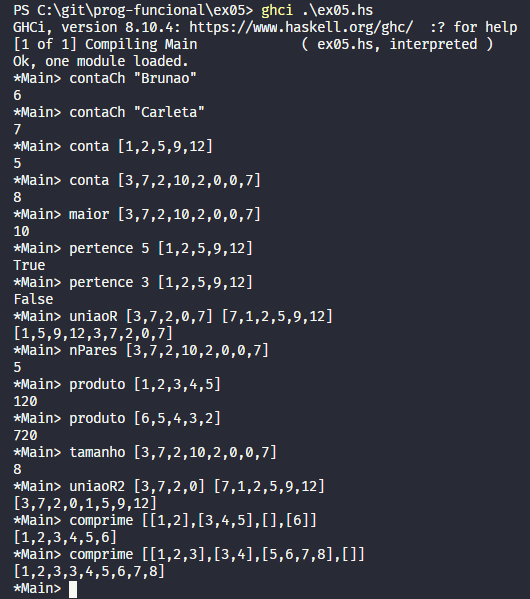 PS C:\git\prog-funcional\ex05> ghci .\ex05.hs
GHCi, version 8.10.4: https://www.haskell.org/ghc/  :? for help
[1 of 1] Compiling Main             ( ex05.hs, interpreted )
Ok, one module loaded.
*Main> contaCh "Brunao"
6
*Main> contaCh "Carleta"
7
*Main> conta [1,2,5,9,12]
5
*Main> conta [3,7,2,10,2,0,0,7]
8
*Main> maior [3,7,2,10,2,0,0,7]
10
*Main> pertence 5 [1,2,5,9,12]
True
*Main> pertence 3 [1,2,5,9,12]
False
*Main> uniaoR [3,7,2,0,7] [7,1,2,5,9,12]
[1,5,9,12,3,7,2,0,7]
*Main> nPares [3,7,2,10,2,0,0,7]
5
*Main> produto [1,2,3,4,5]
120
*Main> produto [6,5,4,3,2]
720
*Main> tamanho [3,7,2,10,2,0,0,7]
8
*Main> uniaoR2 [3,7,2,0] [7,1,2,5,9,12]
[3,7,2,0,1,5,9,12]
*Main> comprime [[1,2],[3,4,5],[],[6]]
[1,2,3,4,5,6]
*Main> comprime [[1,2,3],[3,4],[5,6,7,8],[]]
[1,2,3,3,4,5,6,7,8]
*Main>